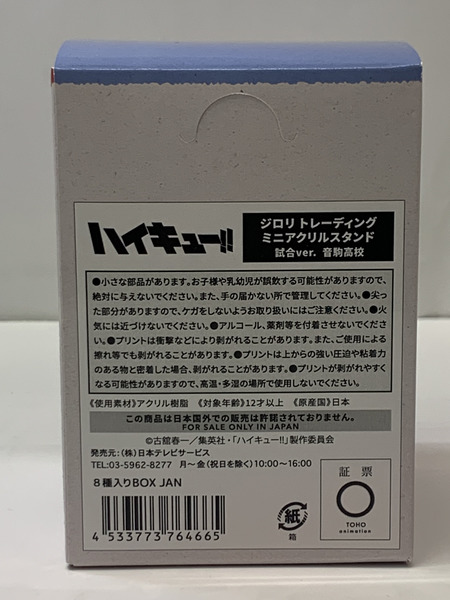 ハイキュー!!
ジロリ トレーディング
ミニアクリルスタンド
試合ver. 音駒高校
●小さな部品があります。お子様や乳幼児が誤飲する可能性がありますので、
絶対に与えないでください。また、手の届かない所で管理してください。●尖っ
た部分がありますので、ケガをしないようお取り扱いにはご注意ください。●火
気には近づけないでください。●アルコール、薬剤等を付着させないでくださ
い。●プリントは衝撃などにより剥がれることがあります。また、ご使用による
擦れ等でも剥がれることがあります。●プリントは上からの強い圧迫や粘着力
のある物と密着した場合、剥がれることがあります。●プリントが剥がれやすく
なる可能性がありますので、高温・多湿の場所で使用しないでください。
《使用素材》アクリル樹脂 《対象年齢》12才以上 《原産国》日本
この商品は日本国外での販売は許諾されておりません。
FOR SALE ONLY IN JAPAN
©古舘春一／集英社・「ハイキュー!!」製作委員会
発売元：(株)日本テレビサービス
TEL:03-5962-8277 月～金(祝日を除く)10:00～16:00
8種入りBOX JAN
4 533773 764665
紙
箱
証票
TOHO
animation